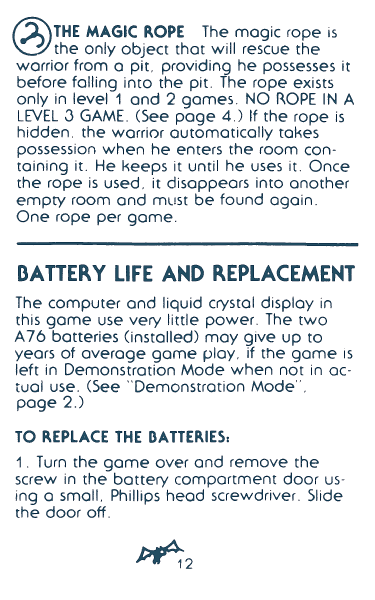 THE MAGIC ROPE The magic rope is
the only object that will rescue the
warrior from a pit, providing he possesses it
before falling into the pit. The rope exists
only in level 1 and 2 games. NO ROPE IN A
LEVEL 3 GAME. (See page 4.) If the rope is
hidden, the warrior automatically takes
possession when he enters the room con-
taining it. He keeps it until he uses it. Once
the rope is used, it disappears into another
empty room and must be found again.
One rope per game.
BATTERY LIFE AND REPLACEMENT
The computer and liquid crystal display in
this game use very little power. The two
A76 batteries (installed) may give up to
years of average game play, if the game is
left in Demonstration Mode when not in ac-
tual use. (See "Demonstration Mode",
page 2.)
TO REPLACE THE BATTERIES:
1. Turn the game over and remove the
screw in the battery compartment door us-
ing a small, Phillips head screwdriver. Slide
the door off.
12